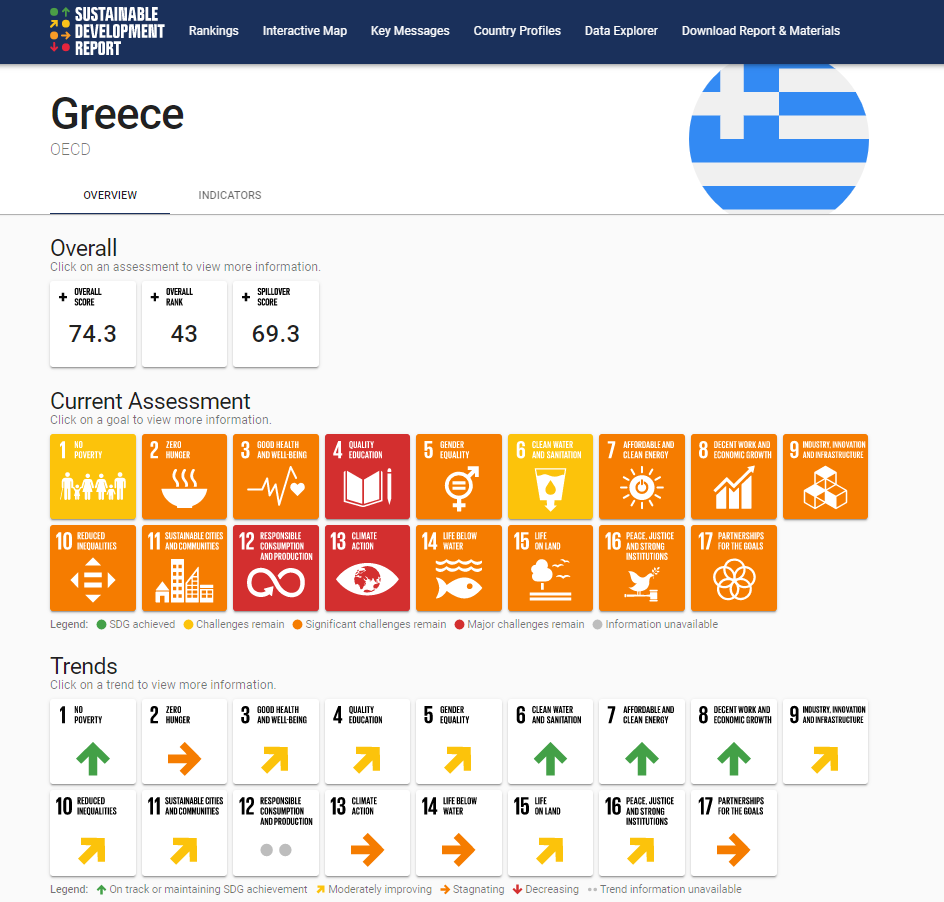 SUSTAINABLE
DEVELOPMENT
REPORT
Rankings
Interactive Map
Key Messages
Country Profiles
Data Explorer
Download Report & Materials
Greece
OECD
OVERVIEW
INDICATORS
Overall
Click on an assessment to view more information.
+ OVERALL
SCORE
74.3
+ OVERALL
RANK
43
+ SPILLOVER
SCORE
69.3
Current Assessment
Click on a goal to view more information.
1 NO
POVERTY
2 ZERO
HUNGER
3 GOOD HEALTH
AND WELL-BEING
4 QUALITY
EDUCATION
5 GENDER
EQUALITY
6 CLEAN WATER
AND SANITATION
7 AFFORDABLE AND
CLEAN ENERGY
8 DECENT WORK AND
ECONOMIC GROWTH
9 INDUSTRY, INNOVATION
AND INFRASTRUCTURE
10 REDUCED
INEQUALITIES
11 SUSTAINABLE CITIES
AND COMMUNITIES
12 RESPONSIBLE
CONSUMPTION
AND PRODUCTION
13 CLIMATE
ACTION
14 LIFE BELOW
WATER
15 LIFE
ON LAND
16 PEACE, JUSTICE
AND STRONG
INSTITUTIONS
17 PARTNERSHIPS
FOR THE GOALS
Legend: SDG achieved Challenges remain Significant challenges remain Major challenges remain Information unavailable
Trends
Click on a trend to view more information.
1 NO
POVERTY
2 ZERO
HUNGER
3 GOOD HEALTH
AND WELL-BEING
4 QUALITY
EDUCATION
5 GENDER
EQUALITY
6 CLEAN WATER
AND SANITATION
7 AFFORDABLE AND
CLEAN ENERGY
8 DECENT WORK AND
ECONOMIC GROWTH
9 INDUSTRY, INNOVATION
AND INFRASTRUCTURE
10 REDUCED
INEQUALITIES
11 SUSTAINABLE CITIES
AND COMMUNITIES
12 RESPONSIBLE
CONSUMPTION
AND PRODUCTION
13 CLIMATE
ACTION
14 LIFE BELOW
WATER
15 LIFE
ON LAND
16 PEACE, JUSTICE
AND STRONG
INSTITUTIONS
17 PARTNERSHIPS
FOR THE GOALS
Legend: On track or maintaining SDG achievement Moderately improving Stagnating Decreasing Trend information unavailable